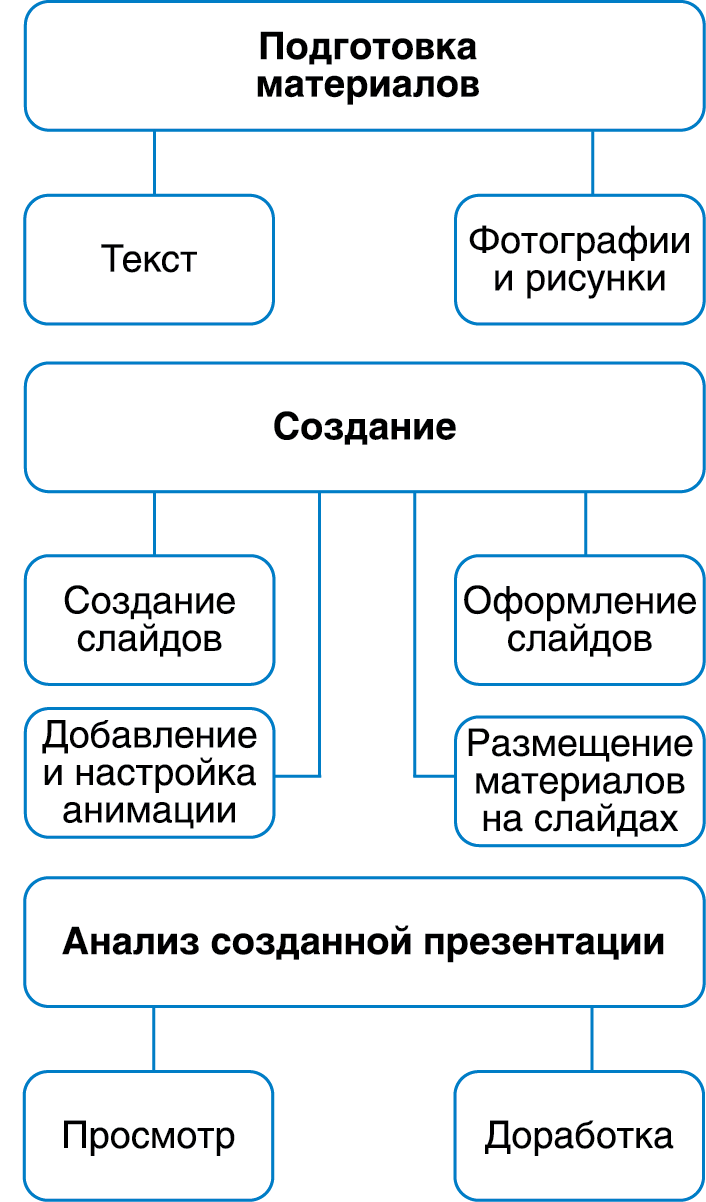 Подготовка
материалов
Текст
Фотографии
и рисунки
Создание
Создание
слайдов
Оформление
слайдов
Добавление
и настройка
анимации
Размещение
материалов
на слайдах
Анализ созданной презентации
Просмотр
Доработка